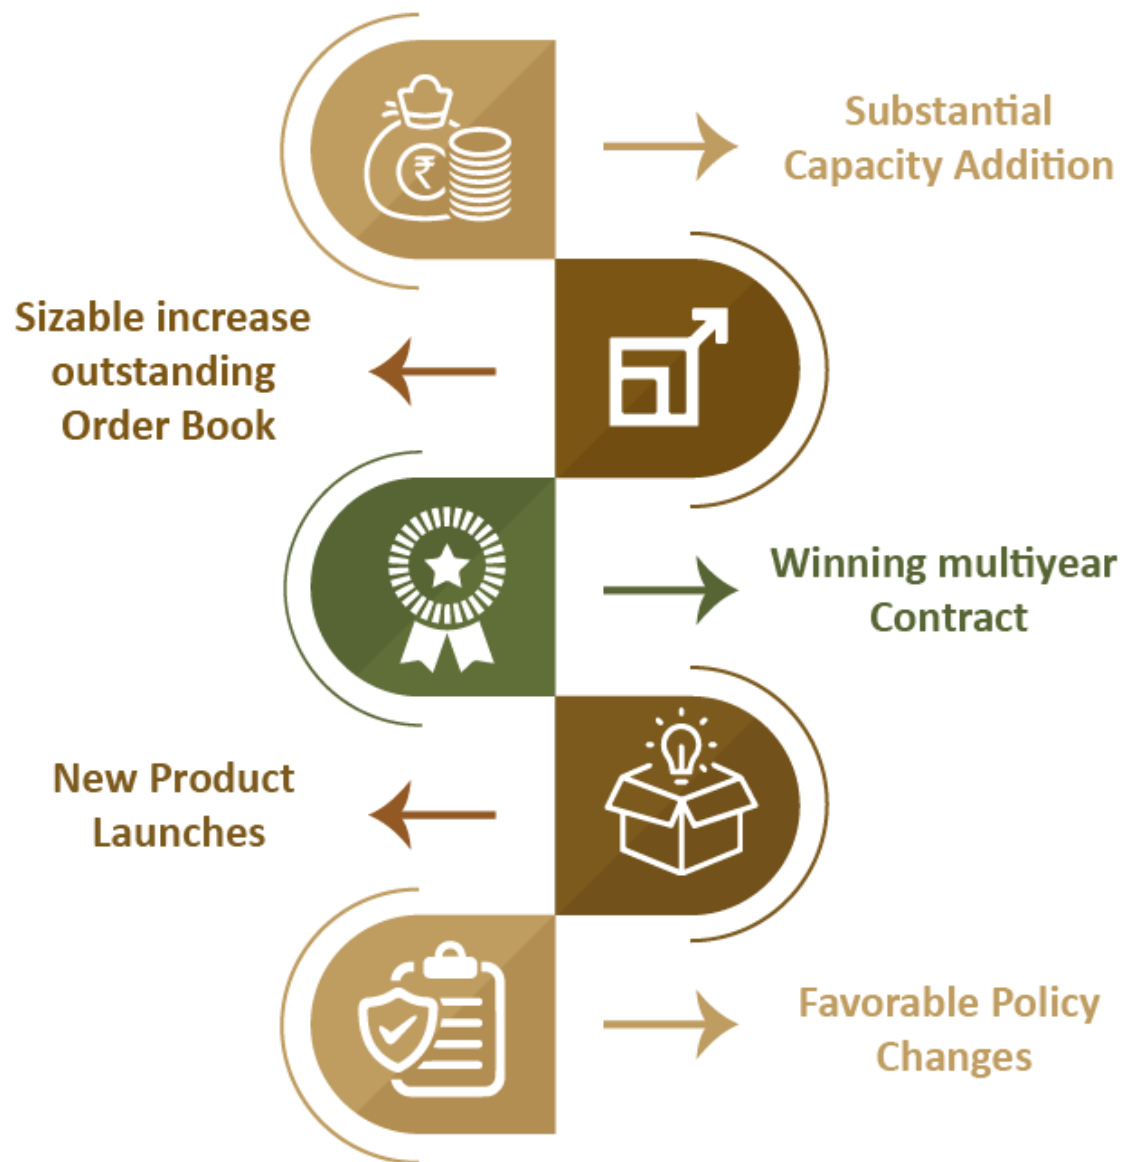 ₹
Substantial
Capacity Addition
Sizable increase
outstanding
Order Book
Winning multiyear
Contract
New Product
Launches
Favorable Policy
Changes